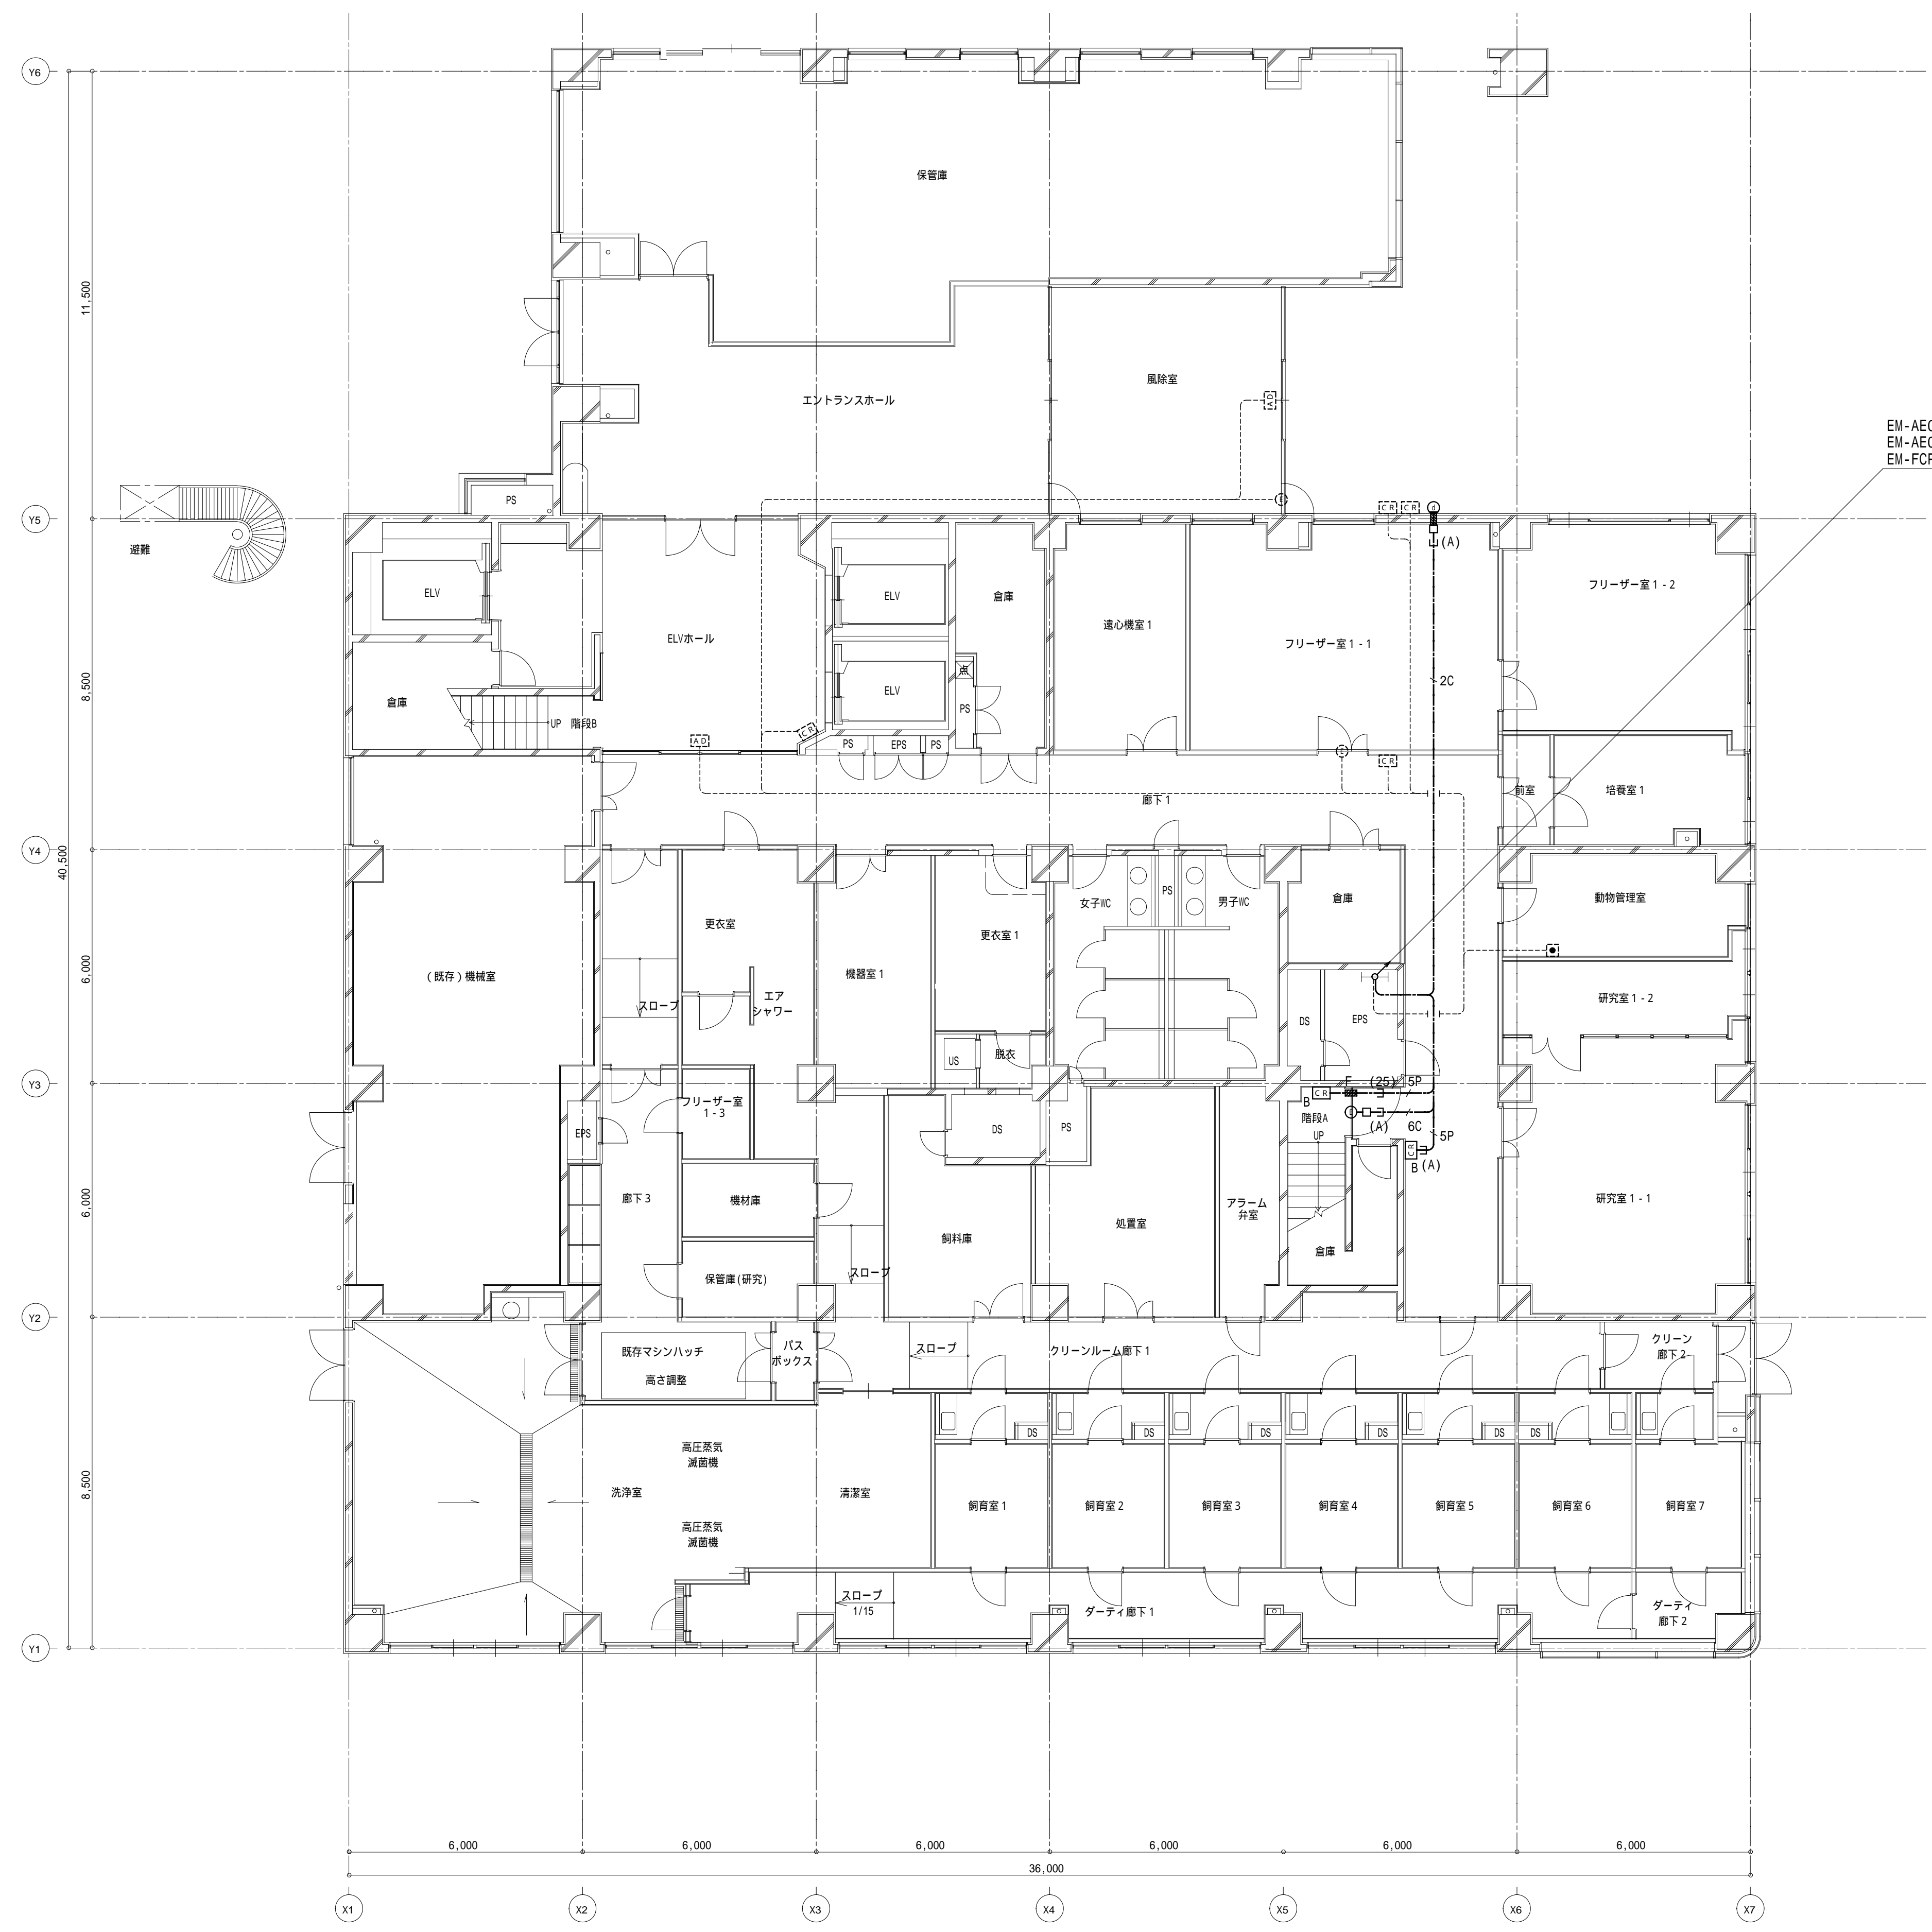 Y6
保管庫
11,500
風除室
エントランスホール
AD
EM-AEC
EM-AEC
EM-FCP
PS
E
CR
CR
d
Y5
(A)
避難
ELV
ELV
倉庫
フリーザー室1-2
遠心機室1
ELVホール
フリーザー室1-1
点
8,500
2C
倉庫
ELV
PS
UP 階段B
AD
CR
PS
EPS
PS
E
CR
前室
培養室1
廊下1
Y4
40,500
動物管理室
倉庫
女子WC
PS
男子WC
更衣室
更衣室1
6,000
(既存)機械室
機器室1
エア
シャワー
スロープ
研究室1-2
DS
EPS
US
脱衣
Y3
F
(25)
5P
CR
B
フリーザー室
1-3
階段A
E
(A)
6C
DS
PS
EPS
UP
5P
CR
B
(A)
6,000
廊下3
機材庫
アラーム
弁室
研究室1-1
処置室
飼料庫
倉庫
保管庫(研究)
スロープ
Y2
既存マシンハッチ
高さ調整
パス
ボックス
スロープ
クリーンルーム廊下1
クリーン
廊下2
DS
DS
DS
DS
DS
DS
高圧蒸気
滅菌機
8,500
洗浄室
清潔室
飼育室1
飼育室2
飼育室3
飼育室4
飼育室5
飼育室6
飼育室7
高圧蒸気
滅菌機
スロープ
1/15
ダーティ廊下1
ダーティ
廊下2
Y1
6,000
6,000
6,000
6,000
6,000
6,000
36,000
X1
X2
X3
X4
X5
X6
X7